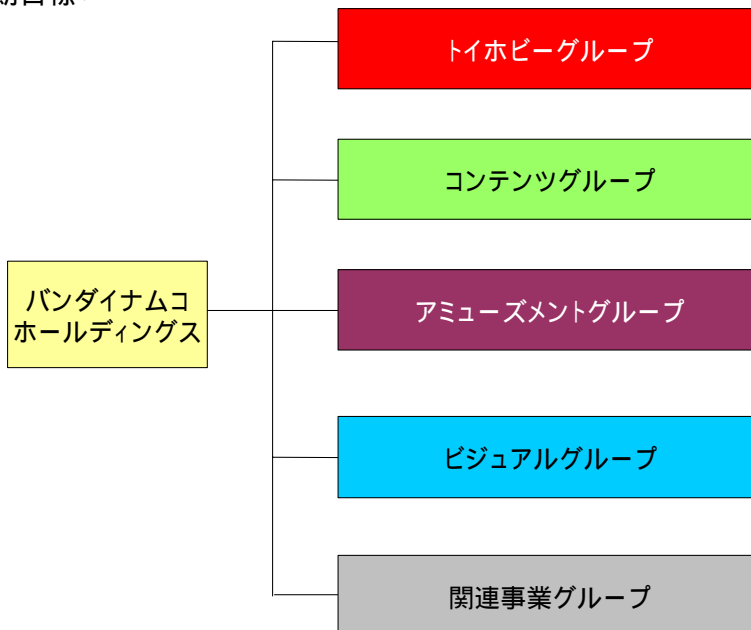 トイホビーグループ
コンテンツグループ
アミューズメントグループ
バンダイナムコ
ホールディングス
ビジュアルグループ
関連事業グループ